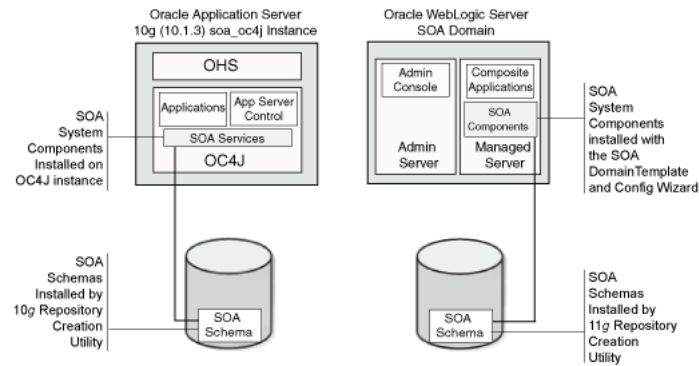 Oracle Application Server
10g (10.1.3) soa_oc4j Instance
OHS
Applications
App Server
Control
SOA Services
OC4J
SOA
System
Components
Installed on
OC4J instance
SOA
Schemas
Installed by
10g Repository
Creation
Utility
SOA
Schema
Oracle WebLogic Server
SOA Domain
Admin
Console
Admin
Server
Composite
Applications
SOA
Components
Managed
Server
SOA
System
Components
installed with
the SOA
DomainTemplate
and Config Wizard
SOA
Schema
SOA
Schemas
Installed by
11g Repository
Creation
Utility